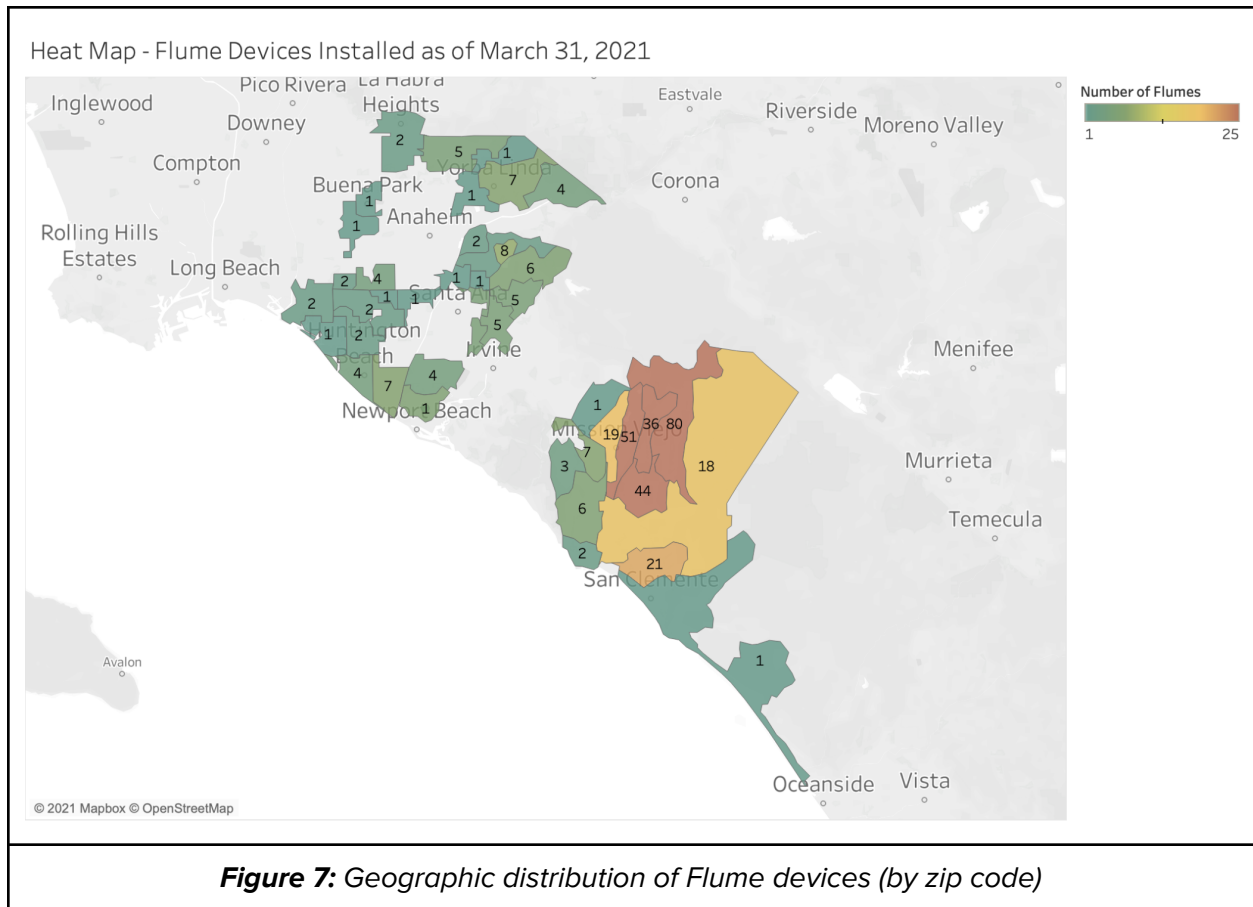 Heat Map - Flume Devices Installed as of March 31, 2021
Number of Flumes
1 25
Pico Rivera
La Habra
Heights
Inglewood
Downey
Eastvale
Riverside
Moreno Valley
Compton
2
5
1
Yorba Linda
7
4
1
Corona
Buena Park
1
1
Anaheim
Rolling Hills
Estates
Long Beach
2
8
6
1
1
Santa Ana
5
5
2
4
2
1
1
2
1
2
Huntington
Beach
Irvine
Menifee
4
7
4
1
Newport Beach
1
Mission Viejo
19
51
36
80
18
7
3
44
6
2
21
San Clemente
Murrieta
Temecula
1
Avalon
Oceanside
Vista
© 2021 Mapbox © OpenStreetMap
Figure 7: Geographic distribution of Flume devices (by zip code)